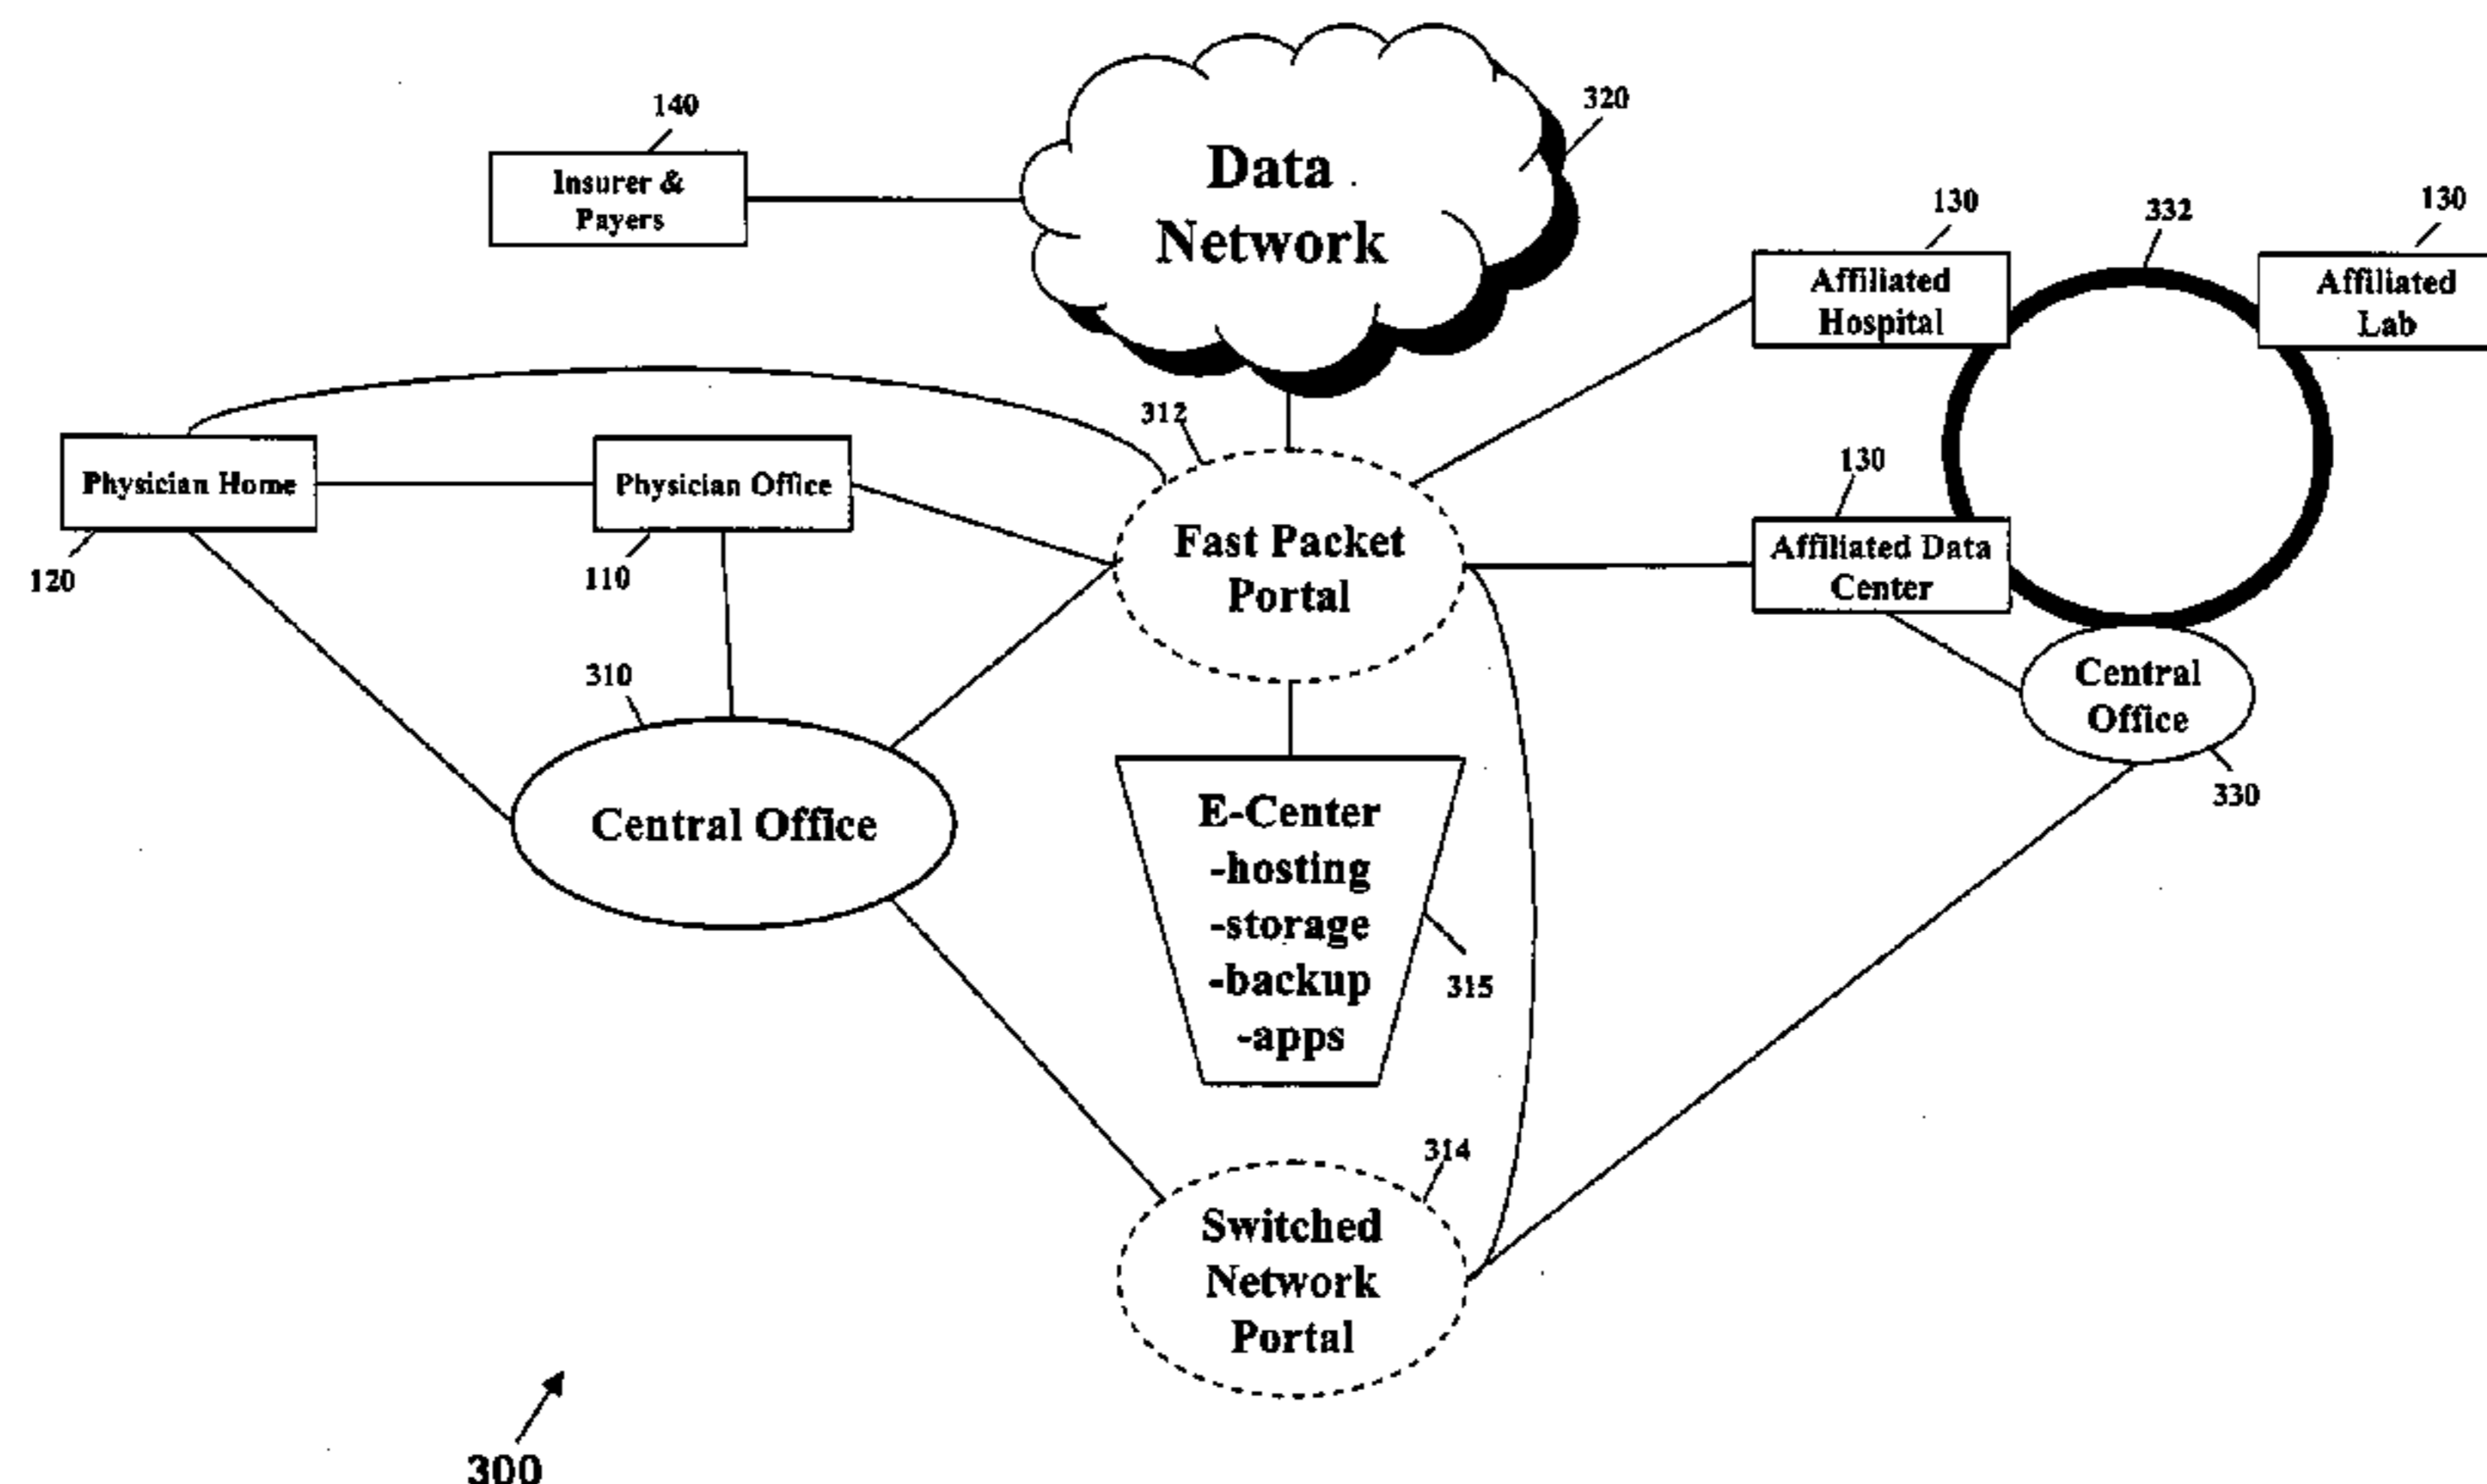 140
320
Data
Network
Insurer &
Payers
130
332
130
Affiliated
Hospital
Affiliated
Lab
312
Physician Home
Physician Office
120
110
Fast Packet
Portal
130
Affiliated Data
Center
310
Central Office
Central
Office
330
E-Center
-hosting
-storage
-backup
-apps
315
314
Switched
Network
Portal
300